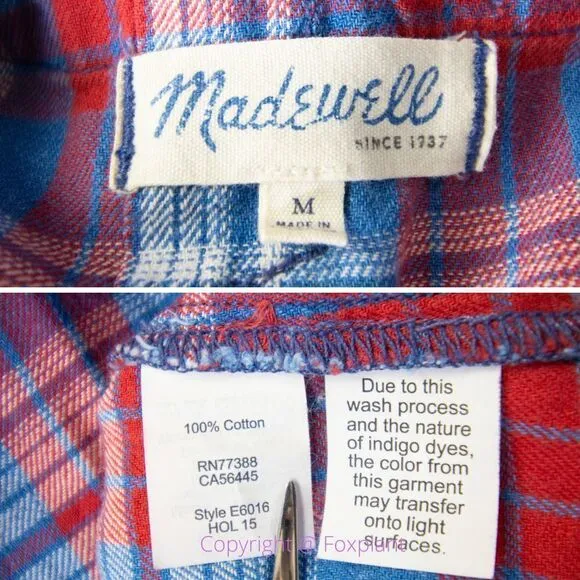 Madewell
SINCE 1937
M
MADE IN
100% Cotton
RN77388
CA56445
Style E6016
HOL 15
Due to this
wash process
and the nature
of indigo dyes,
the color from
this garment
may transfer
onto light
surfaces.
Copyright @ Foxpluma